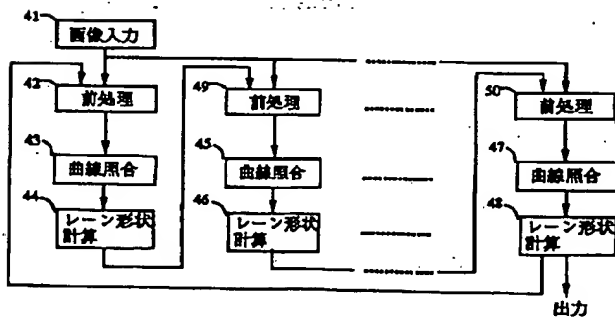 41
画像入力
42
前処理
49
前処理
50
前処理
43
曲線照合
45
曲線照合
47
曲線照合
44
レーン形状
計算
46
レーン形状
計算
48
レーン形状
計算
出力